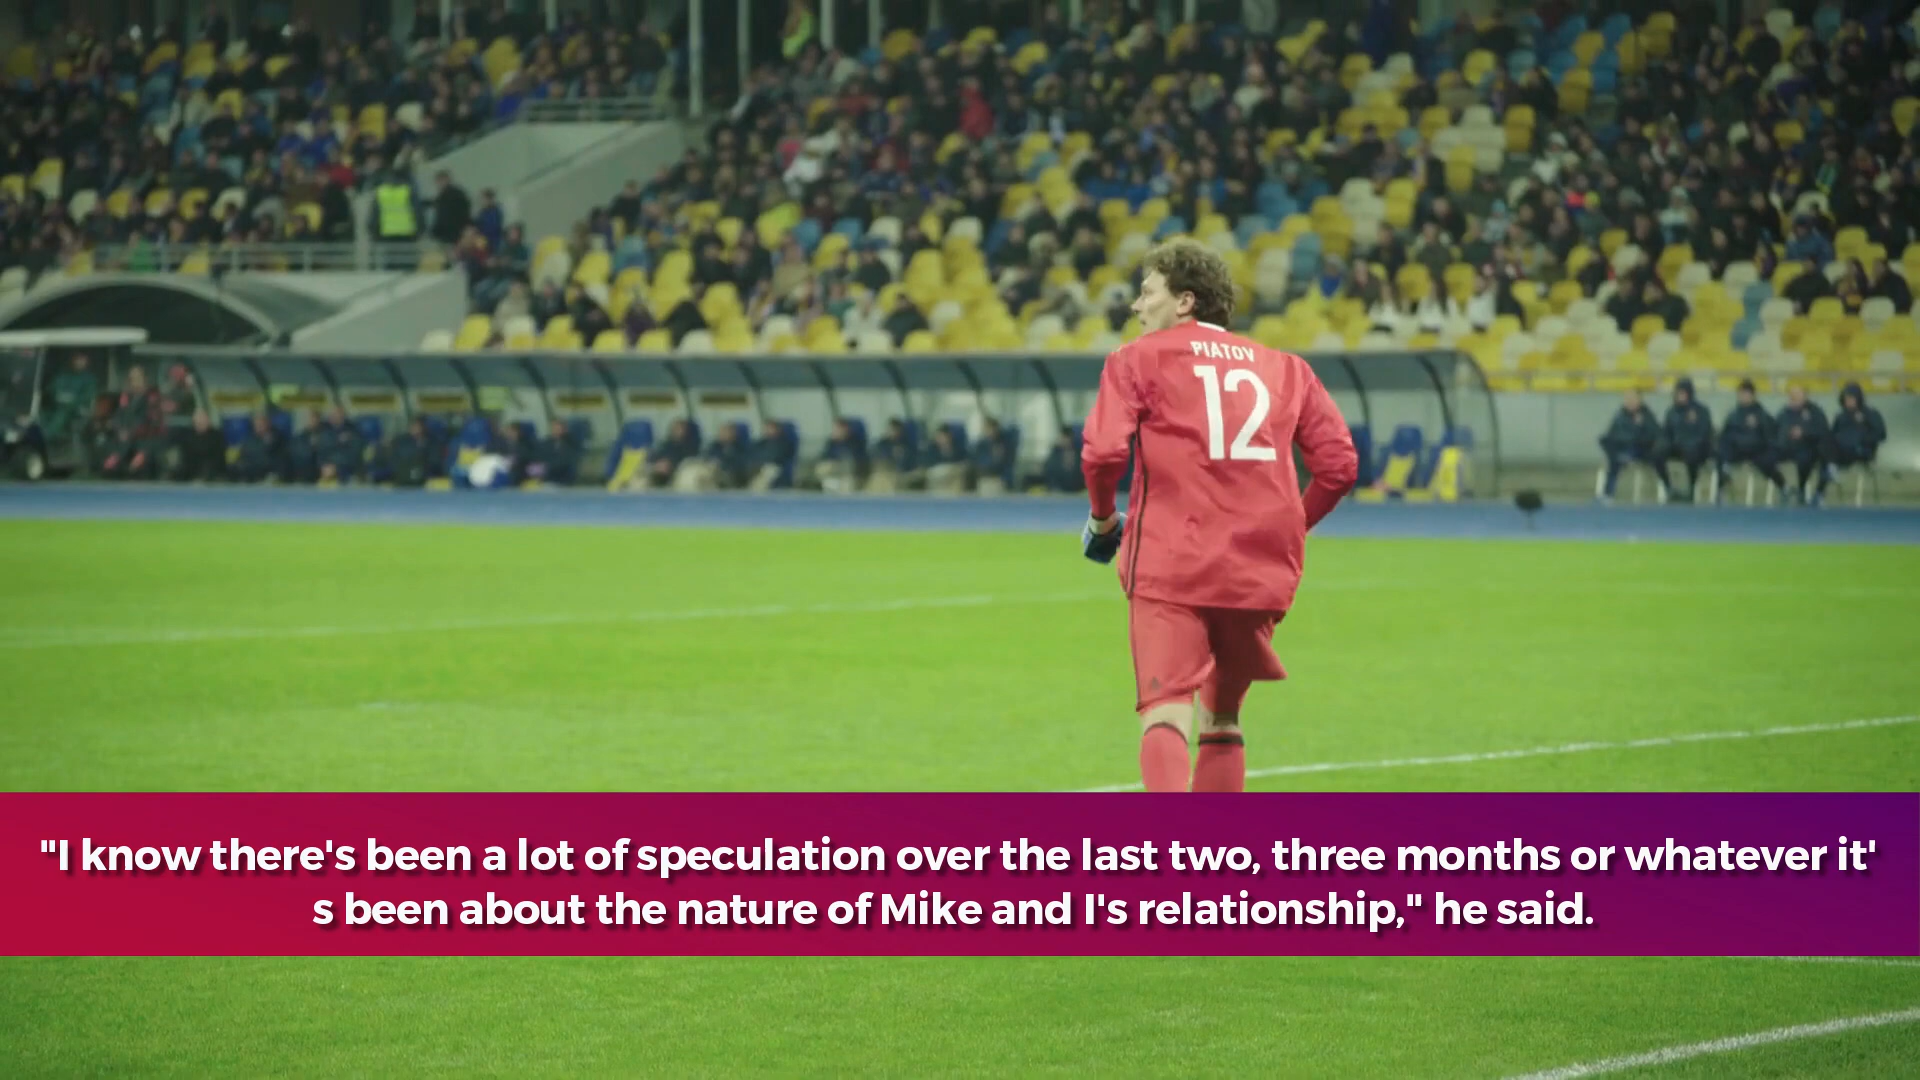 PIATOV
12
"I know there's been a lot of speculation over the last two, three months or whatever it'
s been about the nature of Mike and I's relationship," he said.